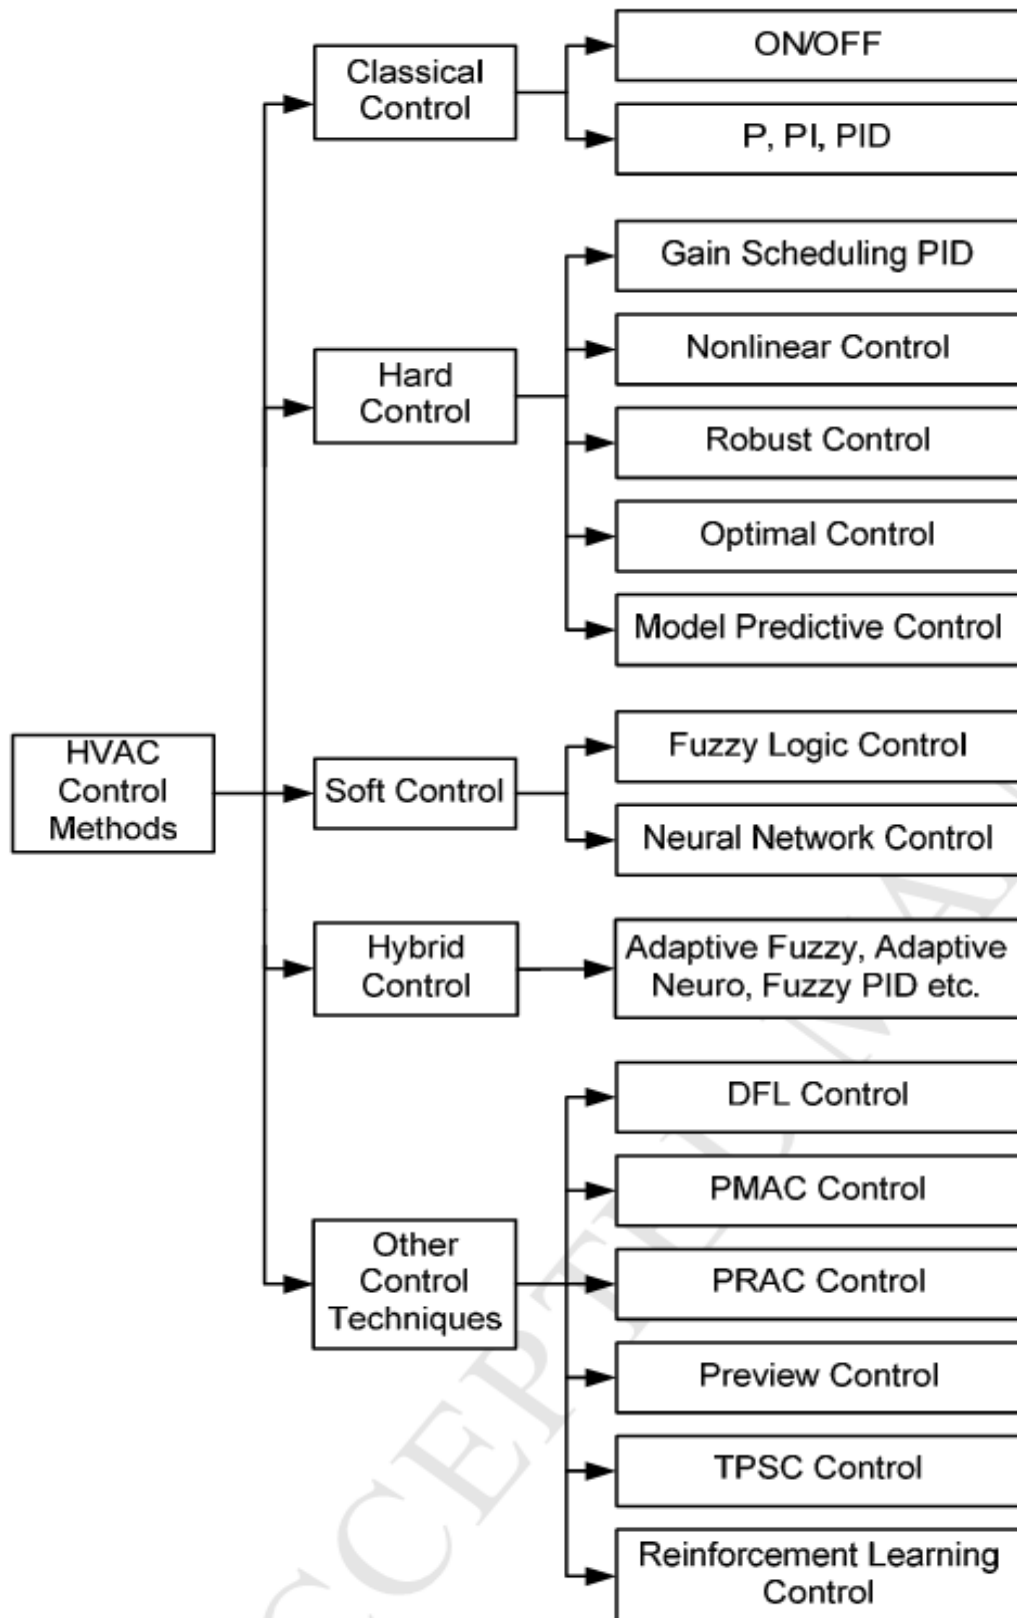 ON/OFF
Classical
Control
P, PI, PID
Gain Scheduling PID
Nonlinear Control
Hard
Control
Robust Control
Optimal Control
Model Predictive Control
HVAC
Control
Methods
Soft Control
Fuzzy Logic Control
Neural Network Control
Hybrid
Control
Adaptive Fuzzy, Adaptive
Neuro, Fuzzy PID etc.
DFL Control
PMAC Control
Other
Control
Techniques
PRAC Control
Preview Control
TPSC Control
Reinforcement Learning
Control